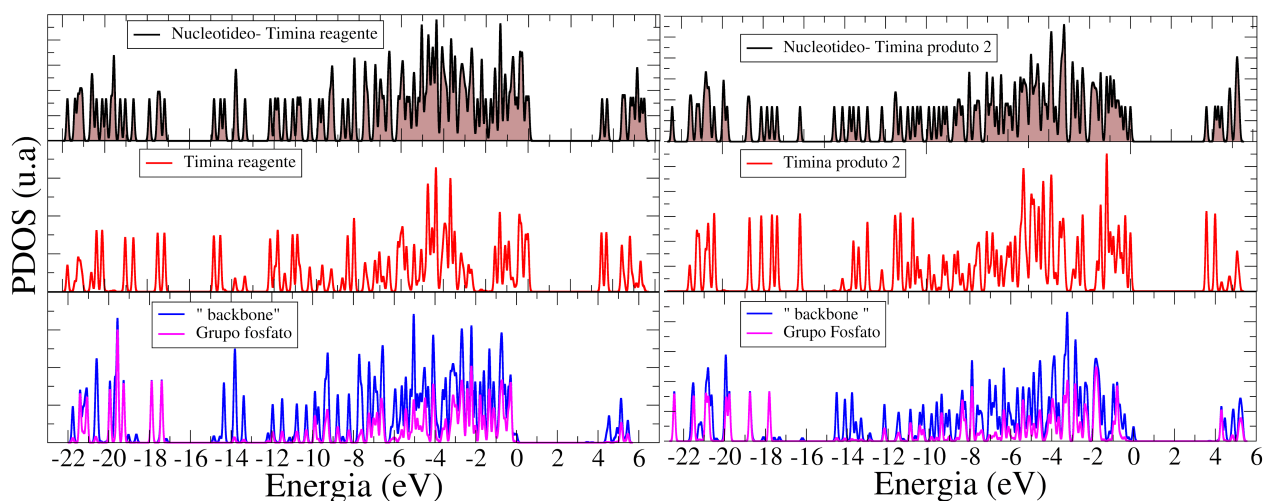 Nucleotideo- Timina reagente
Timina reagente
" backbone"
Grupo fosfato
PDOS (u.a)
-22 -20 -18 -16 -14 -12 -10 -8 -6 -4 -2 0 2 4 6
Energia (eV)
Nucleotideo- Timina produto 2
Timina produto 2
" backbone "
Grupo Fosfato
-22 -20 -18 -16 -14 -12 -10 -8 -6 -4 -2 0 2 4 6
Energia (eV)